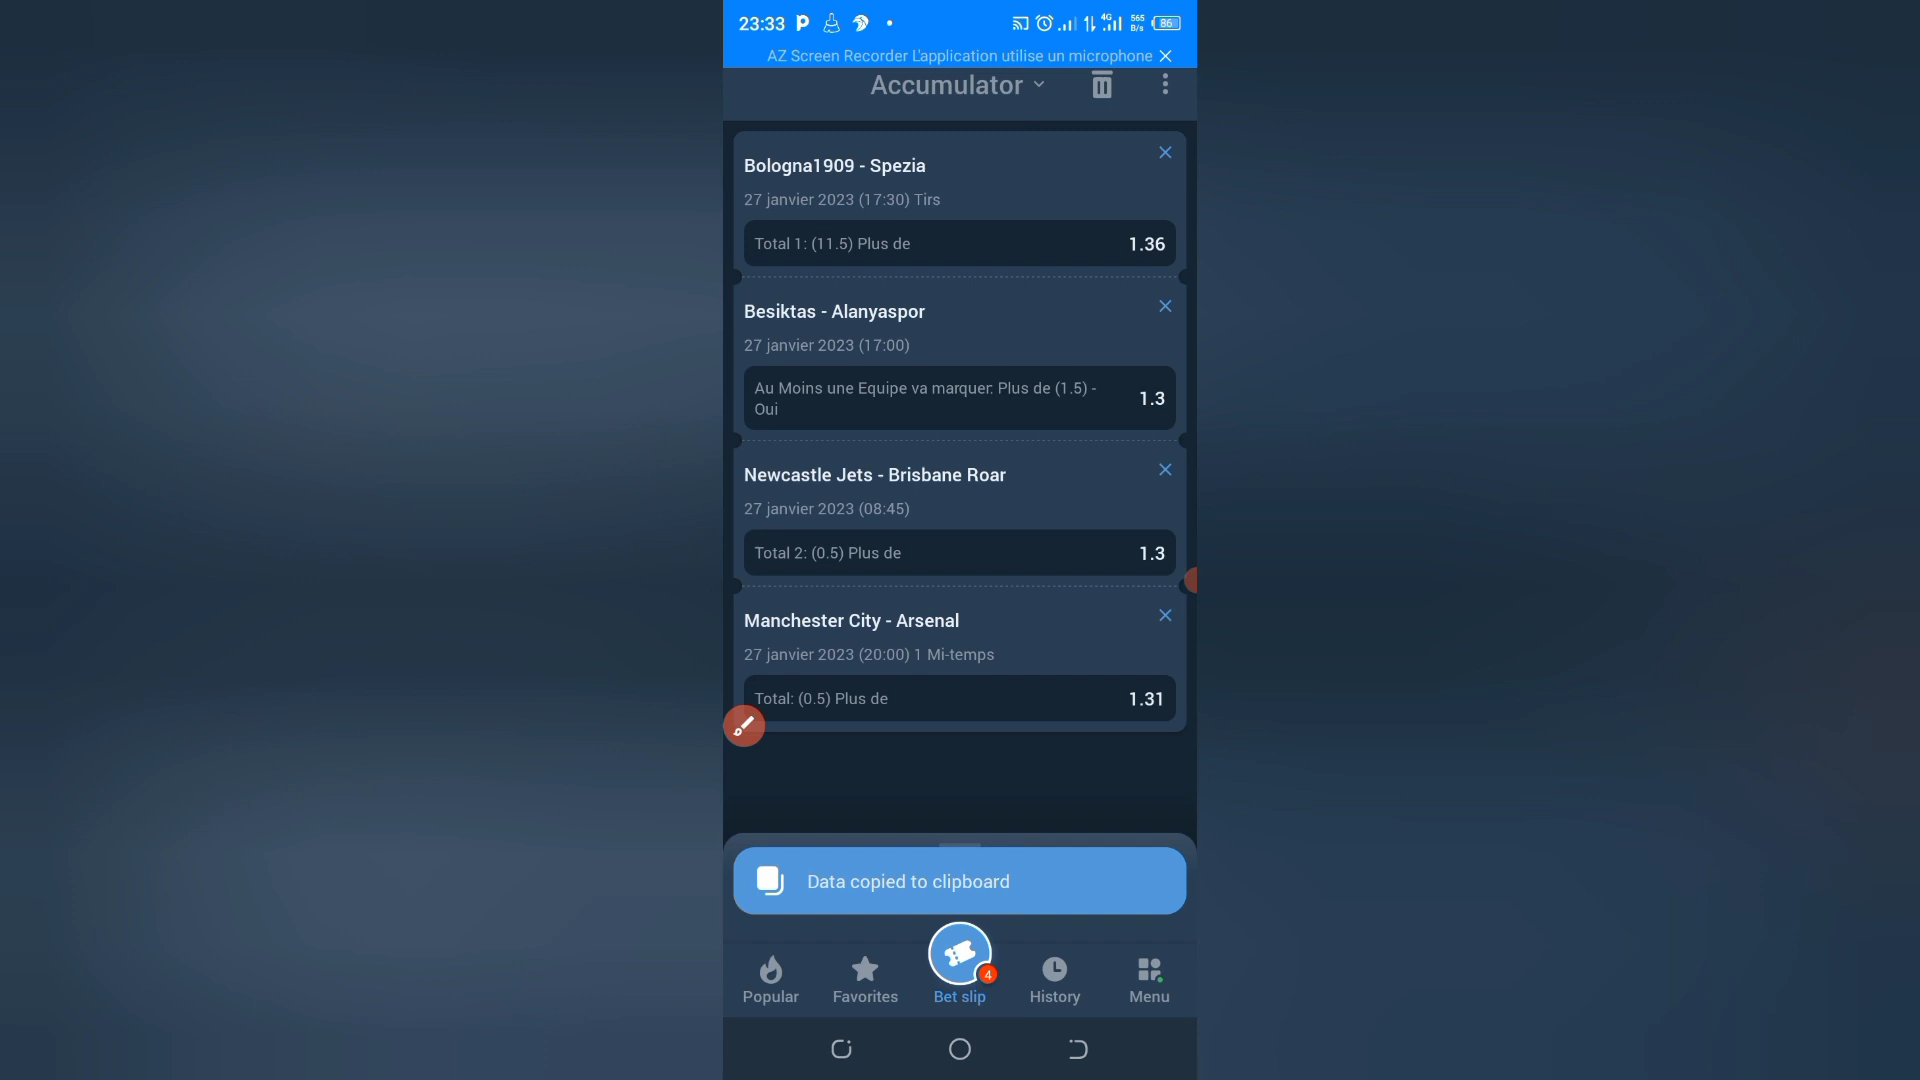 23:33
4G
565
B/s
86
AZ Screen Recorder L'application utilise un microphone
Accumulator
Bologna1909 - Spezia
27 janvier 2023 (17:30) Tirs
Total 1: (11.5) Plus de
1.36
Besiktas - Alanyaspor
27 janvier 2023 (17:00)
Au Moins une Equipe va marquer: Plus de (1.5) -
Oui
1.3
Newcastle Jets - Brisbane Roar
27 janvier 2023 (08:45)
Total 2: (0.5) Plus de
1.3
Manchester City - Arsenal
27 janvier 2023 (20:00) 1 Mi-temps
Total: (0.5) Plus de
1.31
Data copied to clipboard
4
Popular
Favorites
Bet slip
History
Menu